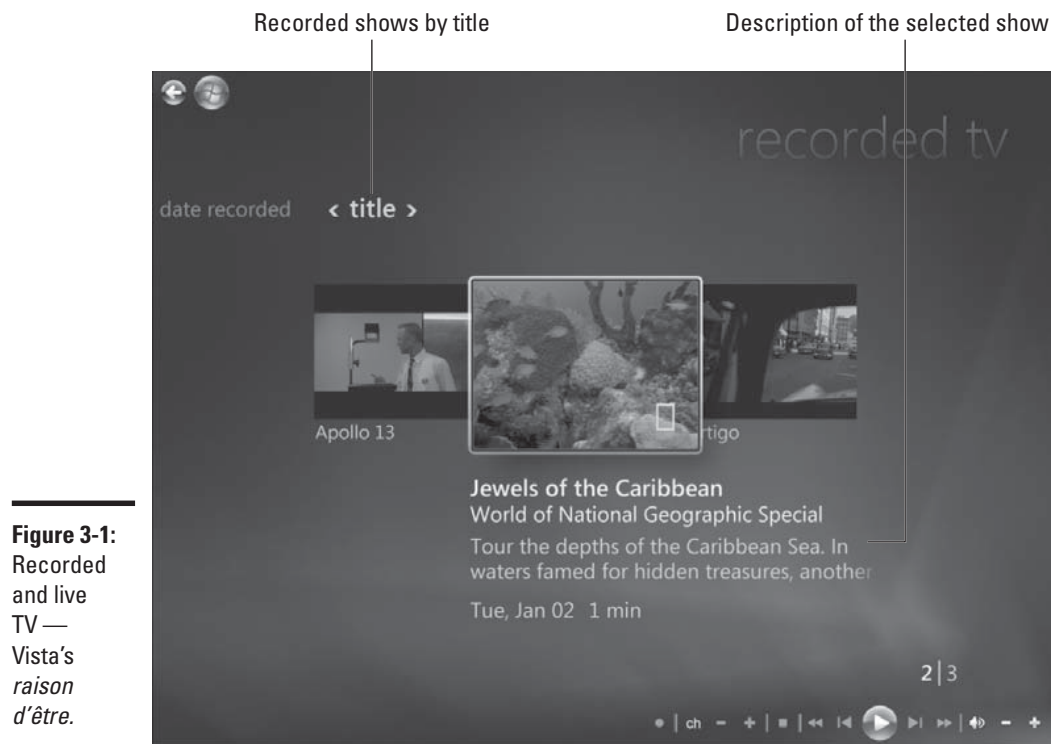 Recorded shows by title
Description of the selected show
recorded tv
date recorded
‹ title ›
Apollo 13
rtigo
Jewels of the Caribbean
World of National Geographic Special
Tour the depths of the Caribbean Sea. In
waters famed for hidden treasures, another
Tue, Jan 02 1 min
2|3
ch - +
- +
Figure 3-1:
Recorded
and live
TV —
Vista's
raison
d'être.